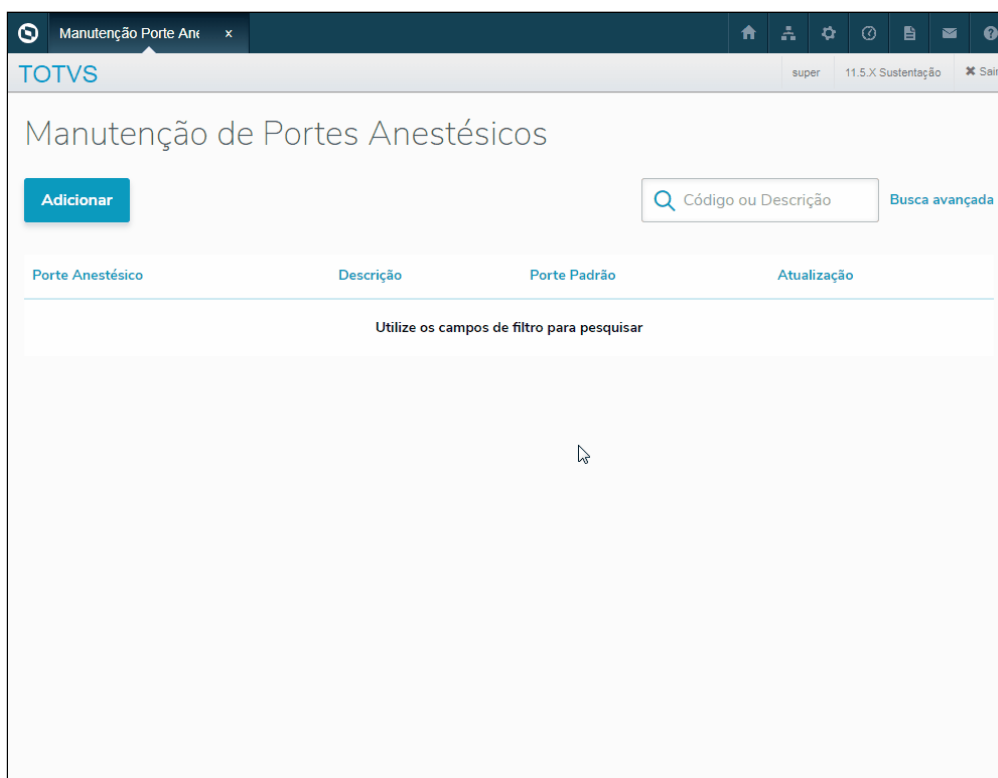 Manutenção Porte Ane x
TOTVS
super 11.5.X Sustentação ✖ Sair
Manutenção de Portes Anestésicos
Adicionar
Código ou Descrição
Busca avançada
Porte Anestésico Descrição Porte Padrão Atualização
Utilize os campos de filtro para pesquisar